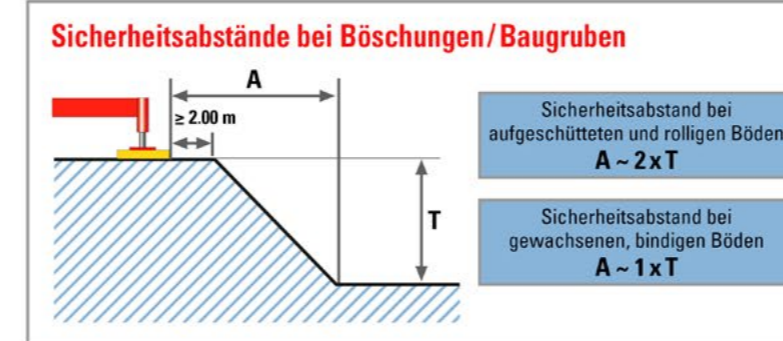 Sicherheitsabstände bei Böschungen/Baugruben
A
≥ 2.00 m
T
Sicherheitsabstand bei
aufgeschütteten und rolligen Böden
A ~ 2 x T
Sicherheitsabstand bei
gewachsenen, bindigen Böden
A ~ 1 x T